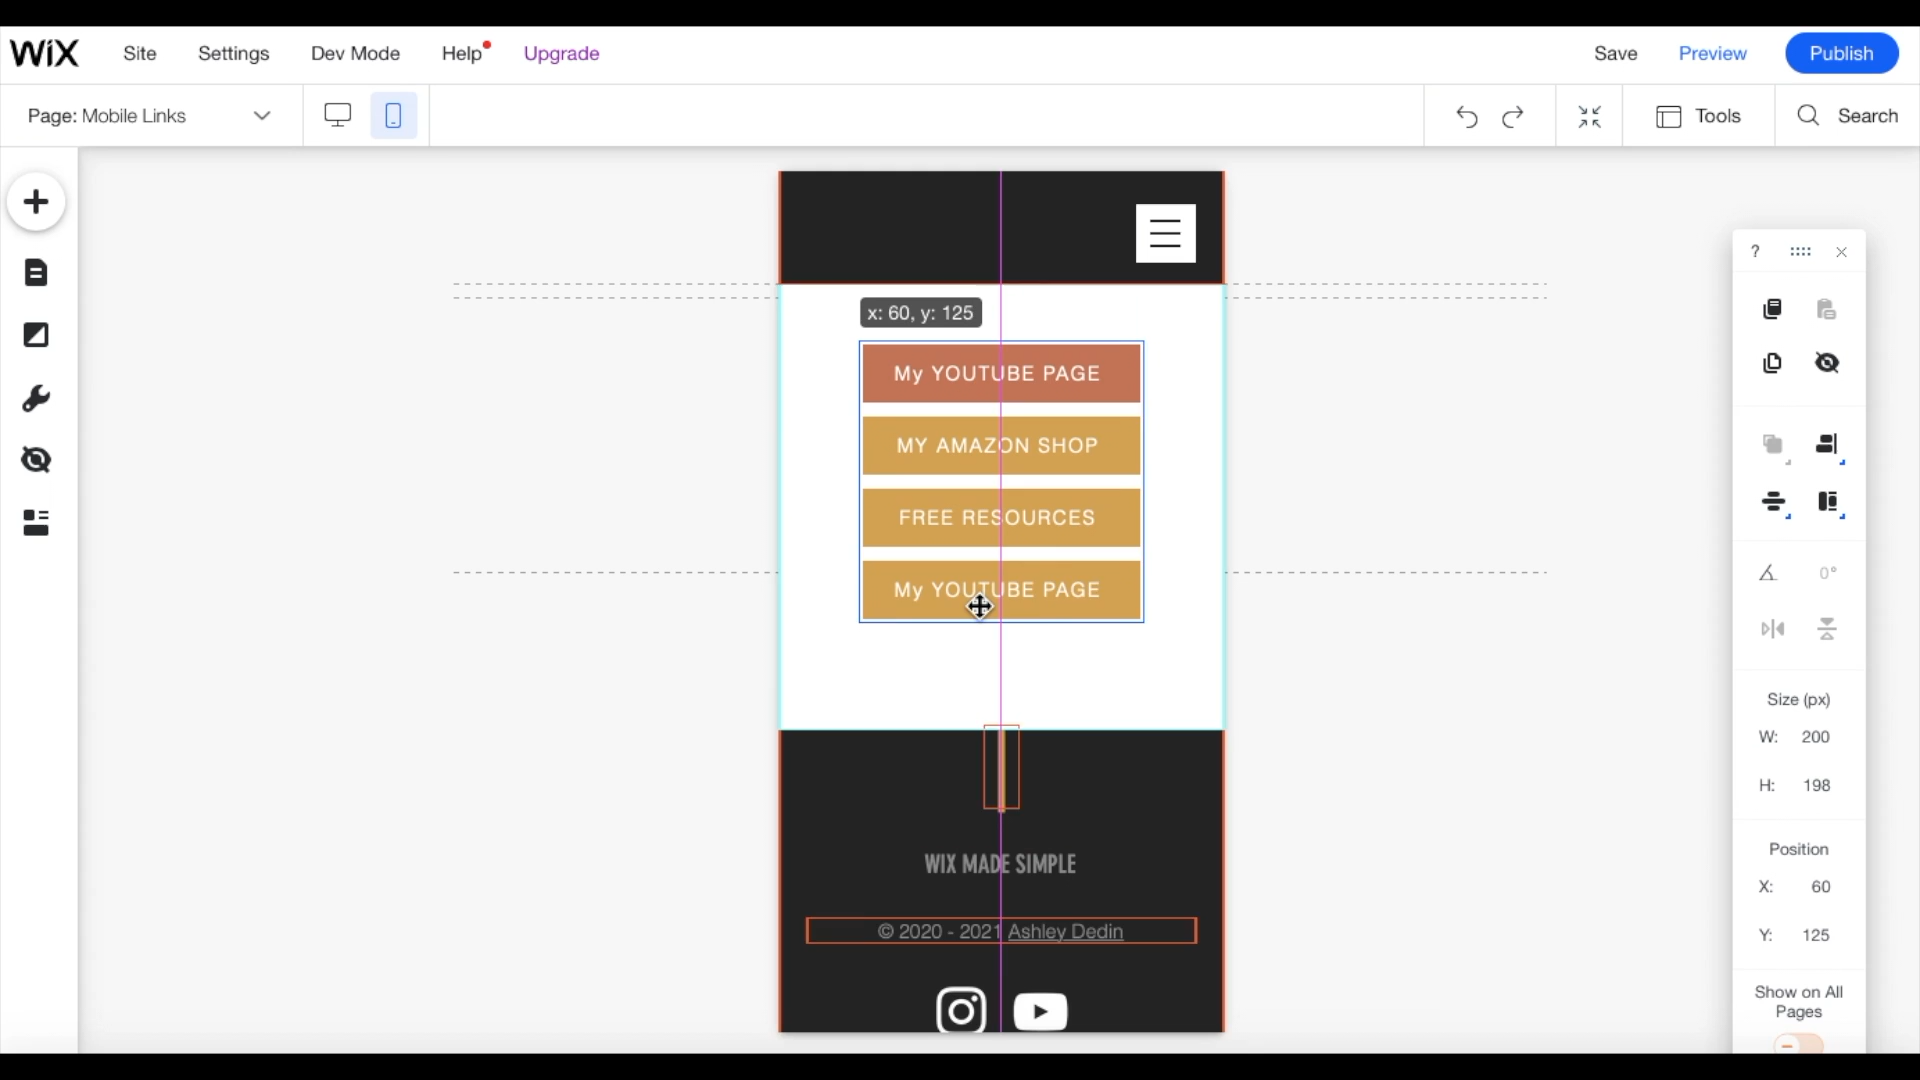 WiX Site Settings Dev Mode Help Upgrade Save Preview Publish
Page: Mobile Links Tools Search
x: 60, y: 125
? 
My YOUTUBE PAGE
MY AMAZON SHOP
FREE RESOURCES
My YOUTUBE PAGE
0°
Size (px)
W: 200
H: 198
Position
X: 60
Y: 125
Show on All
Pages
WIX MADE SIMPLE
© 2020 - 2021 Ashley Dedin